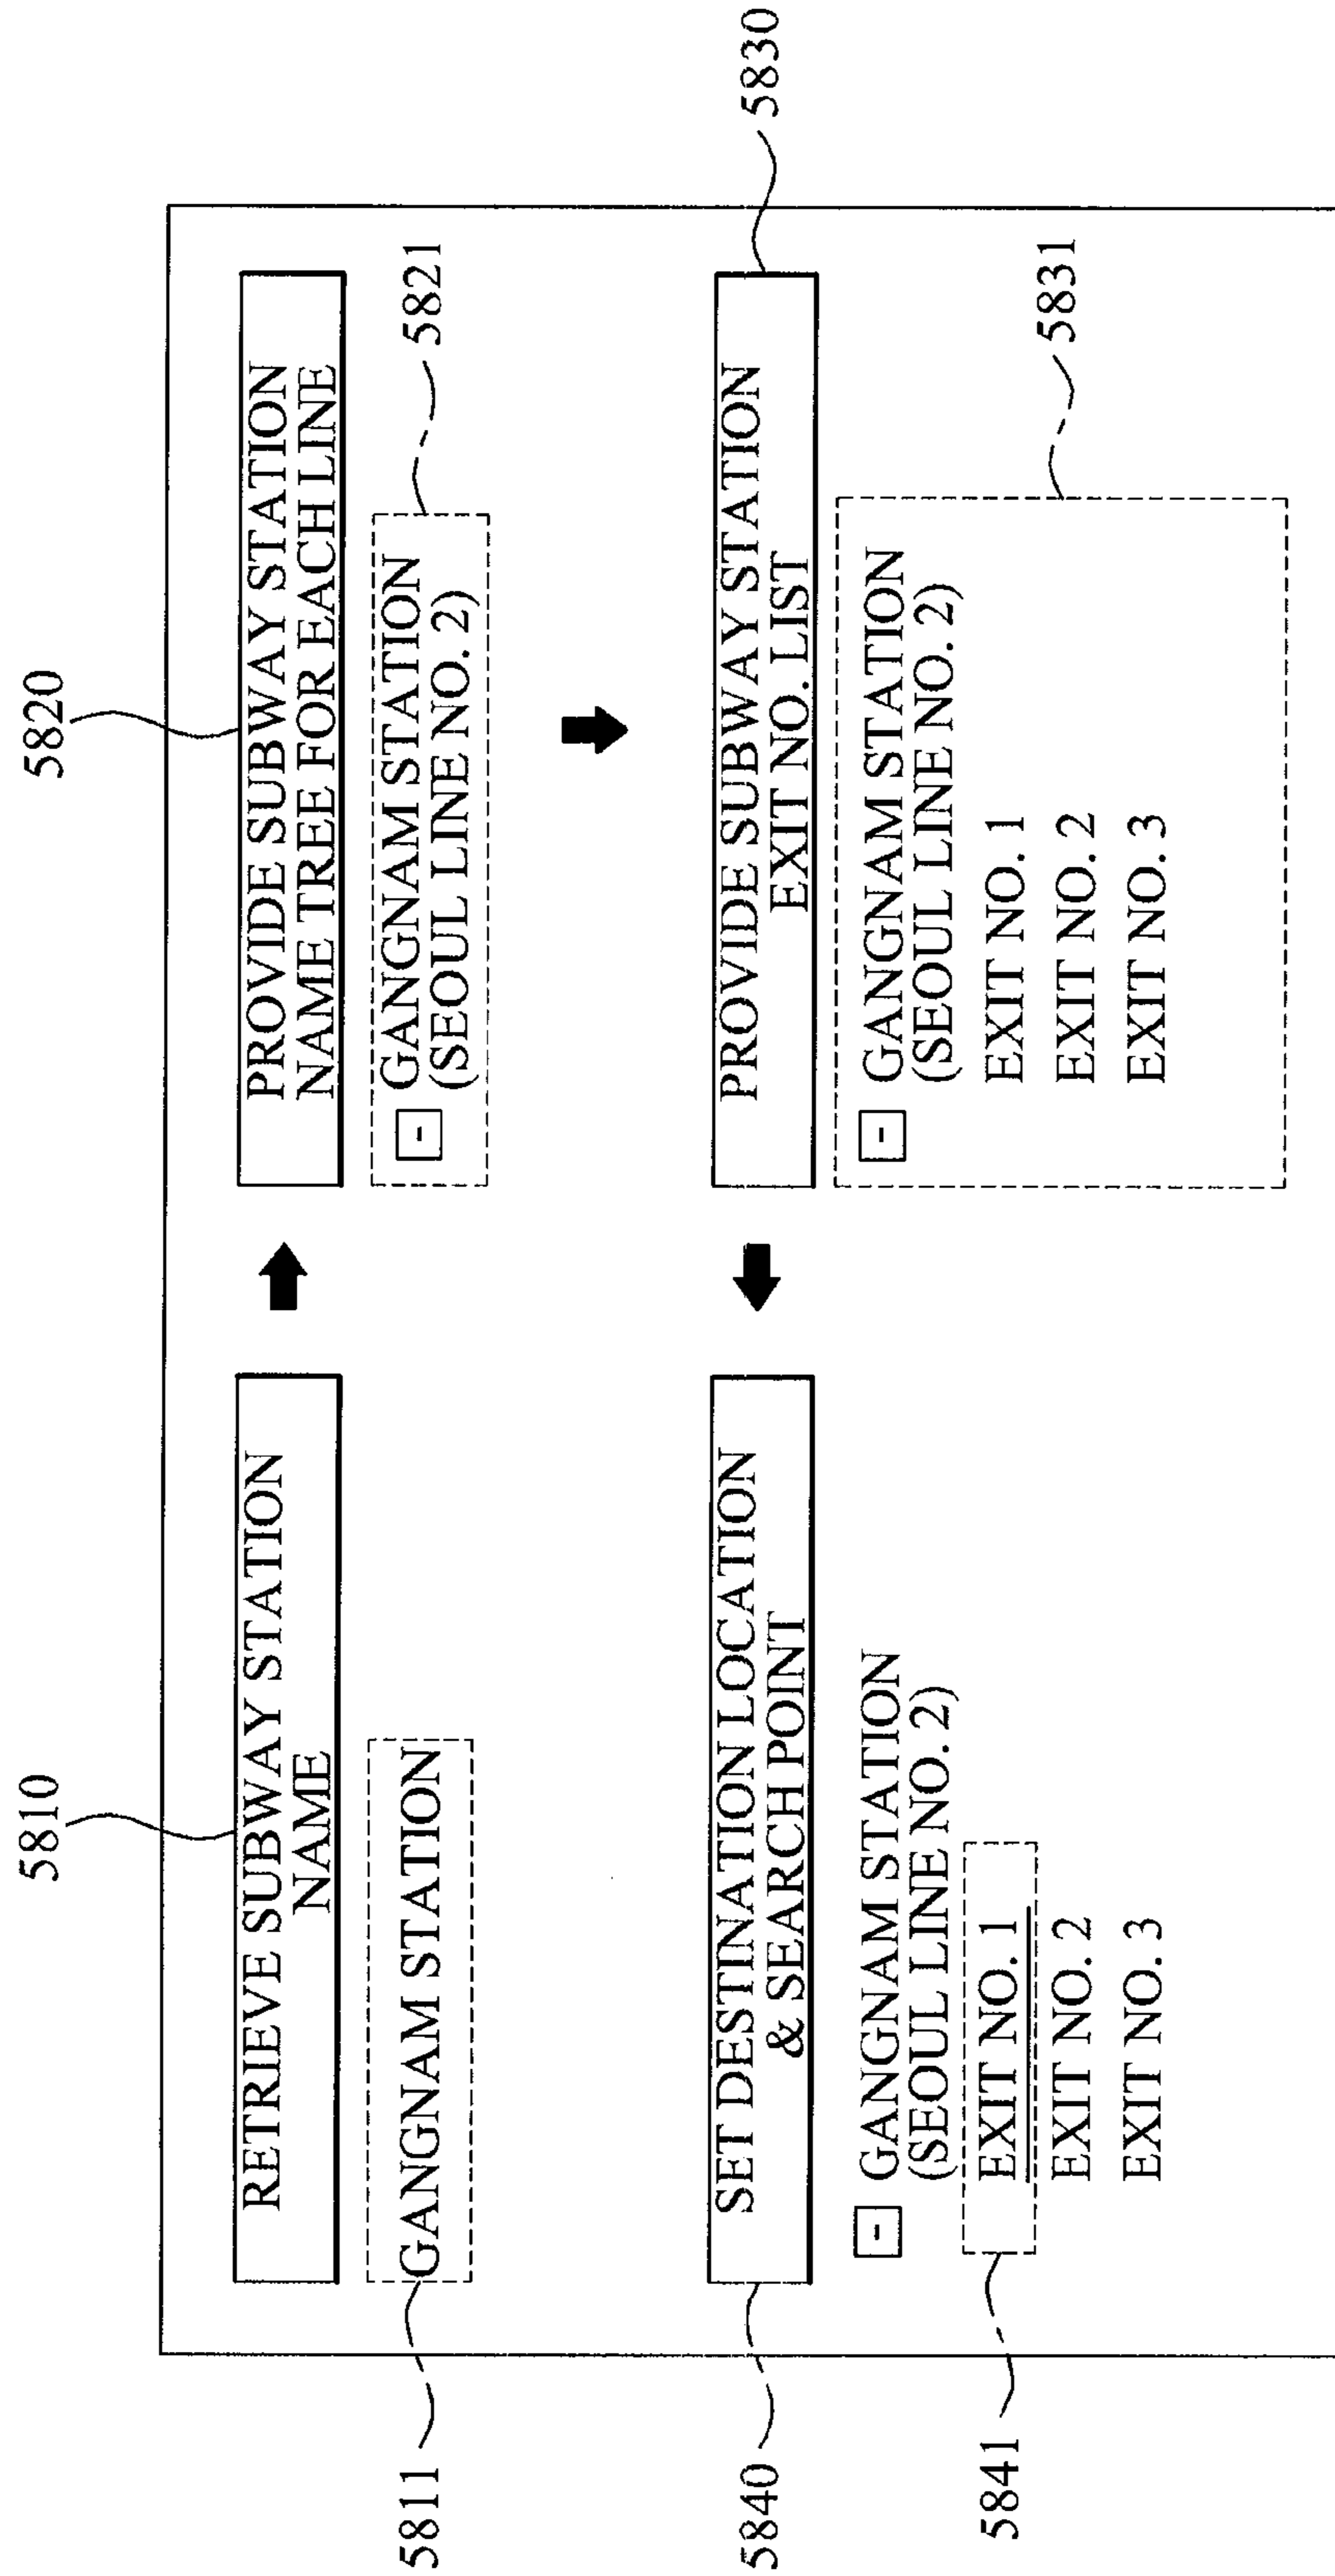 5810
5820
RETRIEVE SUBWAY STATION
NAME
5811
GANGNAM STATION
PROVIDE SUBWAY STATION
NAME TREE FOR EACH LINE
- GANGNAM STATION
(SEOUL LINE NO. 2)
5821
PROVIDE SUBWAY STATION
EXIT NO. LIST
5830
- GANGNAM STATION
(SEOUL LINE NO. 2)
EXIT NO. 1
EXIT NO. 2
EXIT NO. 3
5831
5840
SET DESTINATION LOCATION
& SEARCH POINT
- GANGNAM STATION
(SEOUL LINE NO. 2)
5841
EXIT NO. 1
EXIT NO. 2
EXIT NO. 3